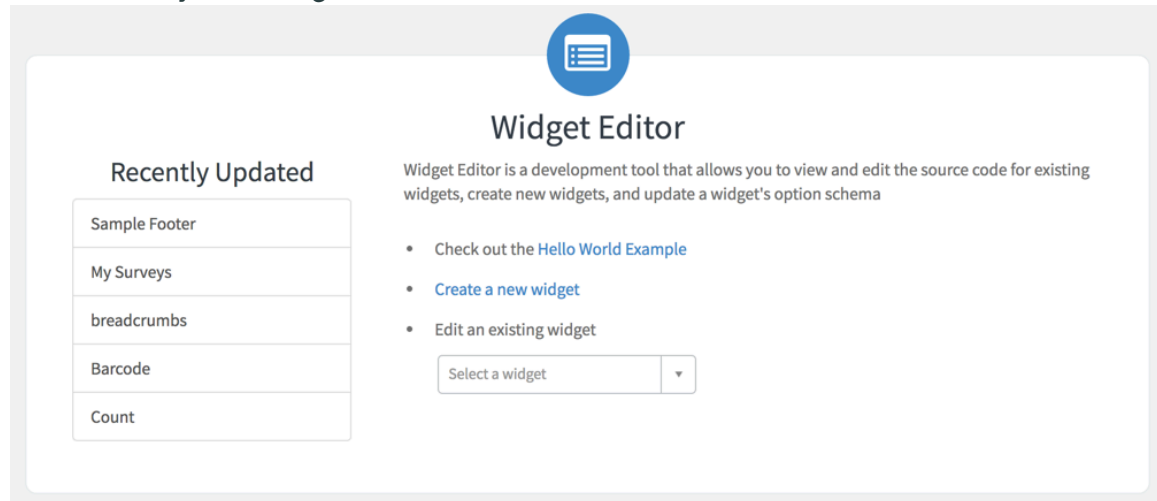 Widget Editor
Recently Updated
Sample Footer
My Surveys
breadcrumbs
Barcode
Count
Widget Editor is a development tool that allows you to view and edit the source code for existing
widgets, create new widgets, and update a widget's option schema
• Check out the Hello World Example
• Create a new widget
• Edit an existing widget
Select a widget